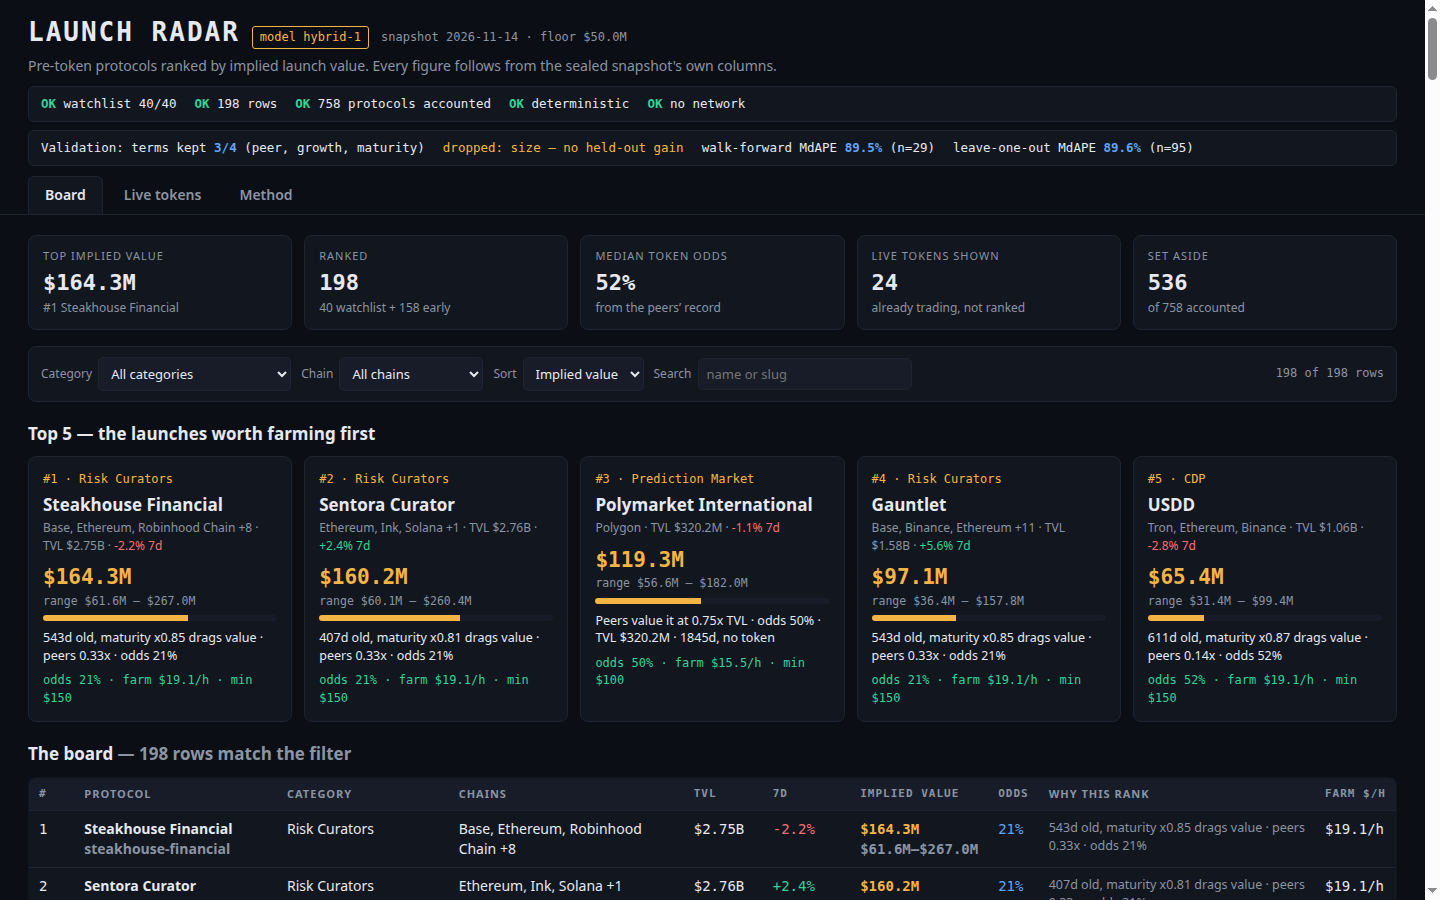 LAUNCH RADAR model hybrid-1 snapshot 2026-11-14 · floor $50.0M
Pre-token protocols ranked by implied launch value. Every figure follows from the sealed snapshot's own columns.
OK watchlist 40/40 OK 198 rows OK 758 protocols accounted OK deterministic OK no network
Validation: terms kept 3/4 (peer, growth, maturity) dropped: size — no held-out gain walk-forward MdAPE 89.5% (n=29) leave-one-out MdAPE 89.6% (n=95)
Board Live tokens Method
TOP IMPLIED VALUE
$164.3M
#1 Steakhouse Financial
RANKED
198
40 watchlist + 158 early
MEDIAN TOKEN ODDS
52%
from the peers’ record
LIVE TOKENS SHOWN
24
already trading, not ranked
SET ASIDE
536
of 758 accounted
Category All categories Chain All chains Sort Implied value Search name or slug 198 of 198 rows
Top 5 — the launches worth farming first
#1 · Risk Curators
Steakhouse Financial
Base, Ethereum, Robinhood Chain +8 ·
TVL $2.75B · -2.2% 7d
$164.3M
range $61.6M — $267.0M
543d old, maturity x0.85 drags value ·
peers 0.33x · odds 21%
odds 21% · farm $19.1/h · min
$150
#2 · Risk Curators
Sentora Curator
Ethereum, Ink, Solana +1 · TVL $2.76B ·
+2.4% 7d
$160.2M
range $60.1M — $260.4M
407d old, maturity x0.81 drags value ·
peers 0.33x · odds 21%
odds 21% · farm $19.1/h · min
$150
#3 · Prediction Market
Polymarket International
Polygon · TVL $320.2M · -1.1% 7d
$119.3M
range $56.6M — $182.0M
Peers value it at 0.75x TVL · odds 50% ·
TVL $320.2M · 1845d, no token
odds 50% · farm $15.5/h · min
$100
#4 · Risk Curators
Gauntlet
Base, Binance, Ethereum +11 · TVL
$1.58B · +5.6% 7d
$97.1M
range $36.4M — $157.8M
543d old, maturity x0.85 drags value ·
peers 0.33x · odds 21%
odds 21% · farm $19.1/h · min
$150
#5 · CDP
USDD
Tron, Ethereum, Binance · TVL $1.06B ·
-2.8% 7d
$65.4M
range $31.4M — $99.4M
611d old, maturity x0.87 drags value ·
peers 0.14x · odds 52%
odds 52% · farm $19.1/h · min
$150
The board — 198 rows match the filter
# PROTOCOL CATEGORY CHAINS TVL 7D IMPLIED VALUE ODDS WHY THIS RANK FARM $/H
1 Steakhouse Financial Risk Curators Base, Ethereum, Robinhood $2.75B -2.2% $164.3M 21% 543d old, maturity x0.85 drags value · peers $19.1/h
steakhouse-financial Chain +8 $61.6M—$267.0M 0.33x · odds 21%
2 Sentora Curator Risk Curators Ethereum, Ink, Solana +1 $2.76B +2.4% $160.2M 21% 407d old, maturity x0.81 drags value · peers $19.1/h